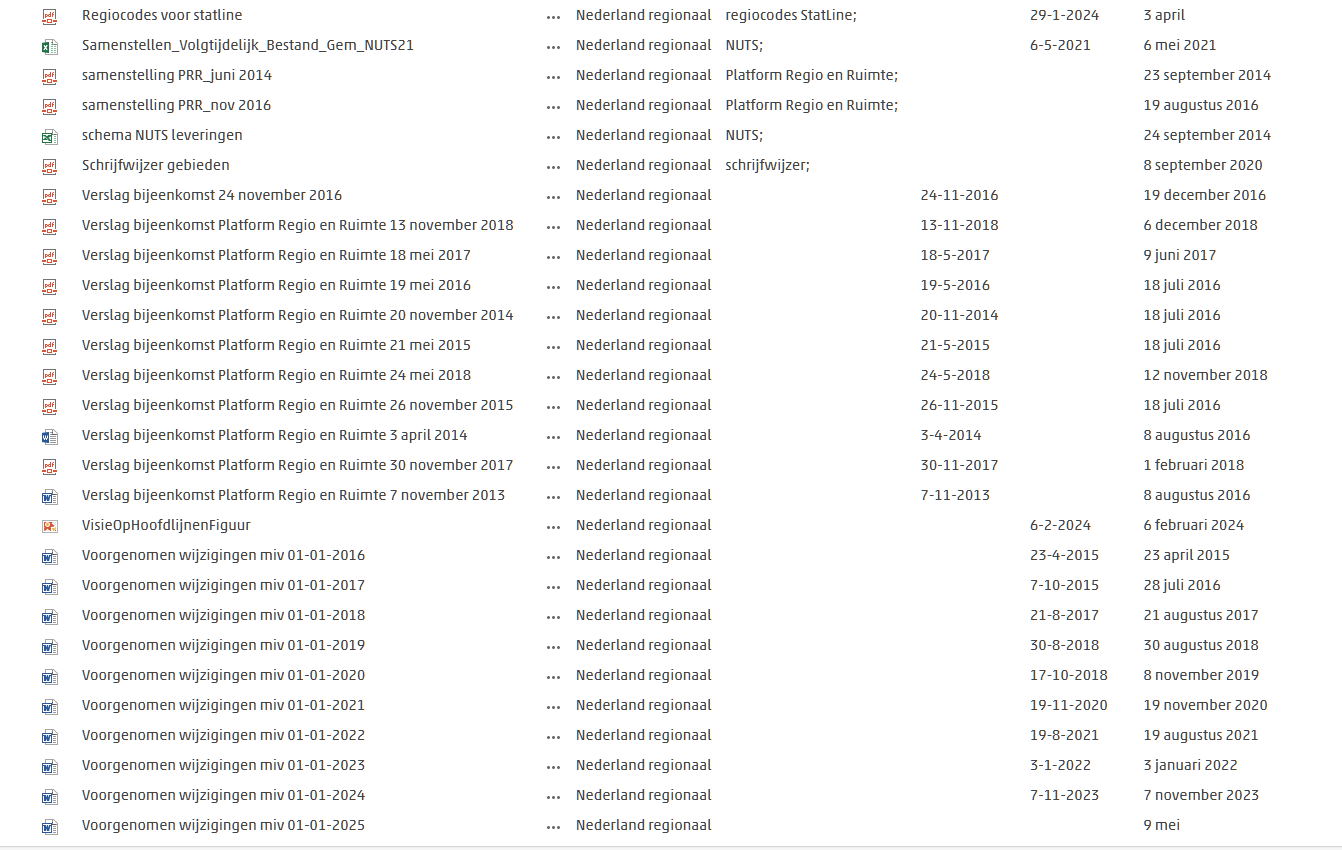 Regiocodes voor statline ... Nederland regionaal regiocodes StatLine; 29-1-2024 3 april
Samenstellen_Volgtijdelijk_Bestand_Gem_NUTS21 ... Nederland regionaal NUTS; 6-5-2021 6 mei 2021
samenstelling PRR_juni 2014 ... Nederland regionaal Platform Regio en Ruimte; 23 september 2014
samenstelling PRR_nov 2016 ... Nederland regionaal Platform Regio en Ruimte; 19 augustus 2016
schema NUTS leveringen ... Nederland regionaal NUTS; 24 september 2014
Schrijfwijzer gebieden ... Nederland regionaal schrijfwijzer; 8 september 2020
Verslag bijeenkomst 24 november 2016 ... Nederland regionaal 24-11-2016 19 december 2016
Verslag bijeenkomst Platform Regio en Ruimte 13 november 2018 ... Nederland regionaal 13-11-2018 6 december 2018
Verslag bijeenkomst Platform Regio en Ruimte 18 mei 2017 ... Nederland regionaal 18-5-2017 9 juni 2017
Verslag bijeenkomst Platform Regio en Ruimte 19 mei 2016 ... Nederland regionaal 19-5-2016 18 juli 2016
Verslag bijeenkomst Platform Regio en Ruimte 20 november 2014 ... Nederland regionaal 20-11-2014 18 juli 2016
Verslag bijeenkomst Platform Regio en Ruimte 21 mei 2015 ... Nederland regionaal 21-5-2015 18 juli 2016
Verslag bijeenkomst Platform Regio en Ruimte 24 mei 2018 ... Nederland regionaal 24-5-2018 12 november 2018
Verslag bijeenkomst Platform Regio en Ruimte 26 november 2015 ... Nederland regionaal 26-11-2015 18 juli 2016
Verslag bijeenkomst Platform Regio en Ruimte 3 april 2014 ... Nederland regionaal 3-4-2014 8 augustus 2016
Verslag bijeenkomst Platform Regio en Ruimte 30 november 2017 ... Nederland regionaal 30-11-2017 1 februari 2018
Verslag bijeenkomst Platform Regio en Ruimte 7 november 2013 ... Nederland regionaal 7-11-2013 8 augustus 2016
VisieOpHoofdlijnenFiguur ... Nederland regionaal 6-2-2024 6 februari 2024
Voorgenomen wijzigingen miv 01-01-2016 ... Nederland regionaal 23-4-2015 23 april 2015
Voorgenomen wijzigingen miv 01-01-2017 ... Nederland regionaal 7-10-2015 28 juli 2016
Voorgenomen wijzigingen miv 01-01-2018 ... Nederland regionaal 21-8-2017 21 augustus 2017
Voorgenomen wijzigingen miv 01-01-2019 ... Nederland regionaal 30-8-2018 30 augustus 2018
Voorgenomen wijzigingen miv 01-01-2020 ... Nederland regionaal 17-10-2018 8 november 2019
Voorgenomen wijzigingen miv 01-01-2021 ... Nederland regionaal 19-11-2020 19 november 2020
Voorgenomen wijzigingen miv 01-01-2022 ... Nederland regionaal 19-8-2021 19 augustus 2021
Voorgenomen wijzigingen miv 01-01-2023 ... Nederland regionaal 3-1-2022 3 januari 2022
Voorgenomen wijzigingen miv 01-01-2024 ... Nederland regionaal 7-11-2023 7 november 2023
Voorgenomen wijzigingen miv 01-01-2025 ... Nederland regionaal 9 mei